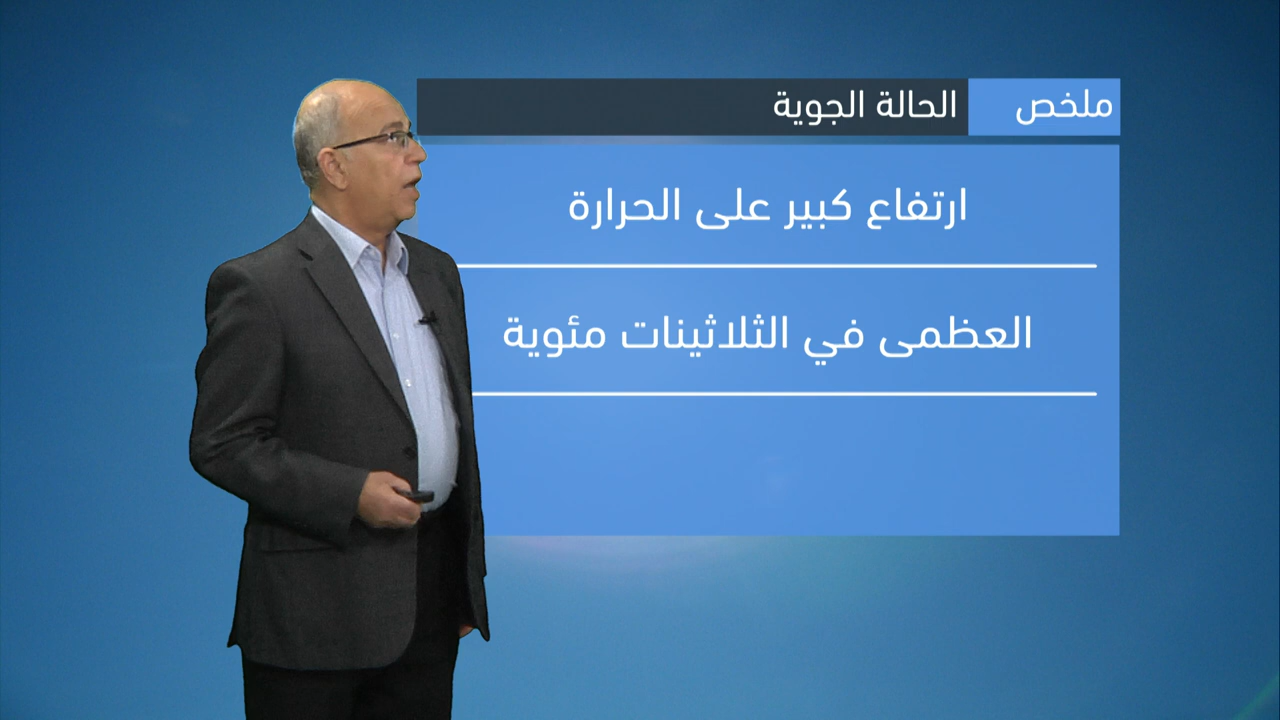 ملخص الحالة الجوية
ارتفاع كبير على الحرارة
العظمى في الثلاثينات مئوية